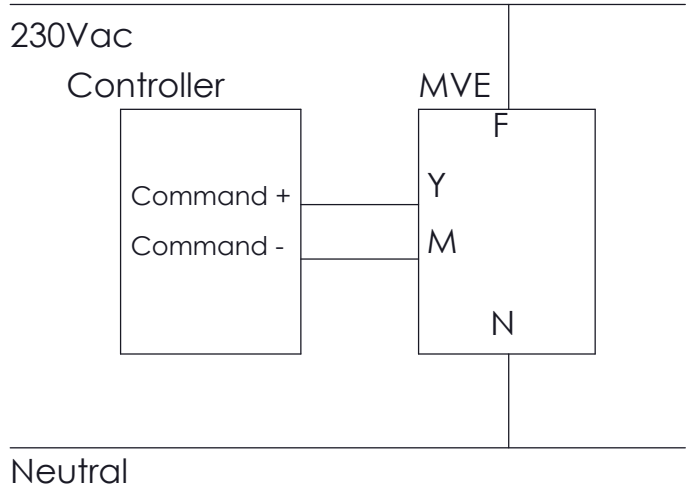 230Vac
Controller MVE
F
Command + Y
Command - M
N
Neutral